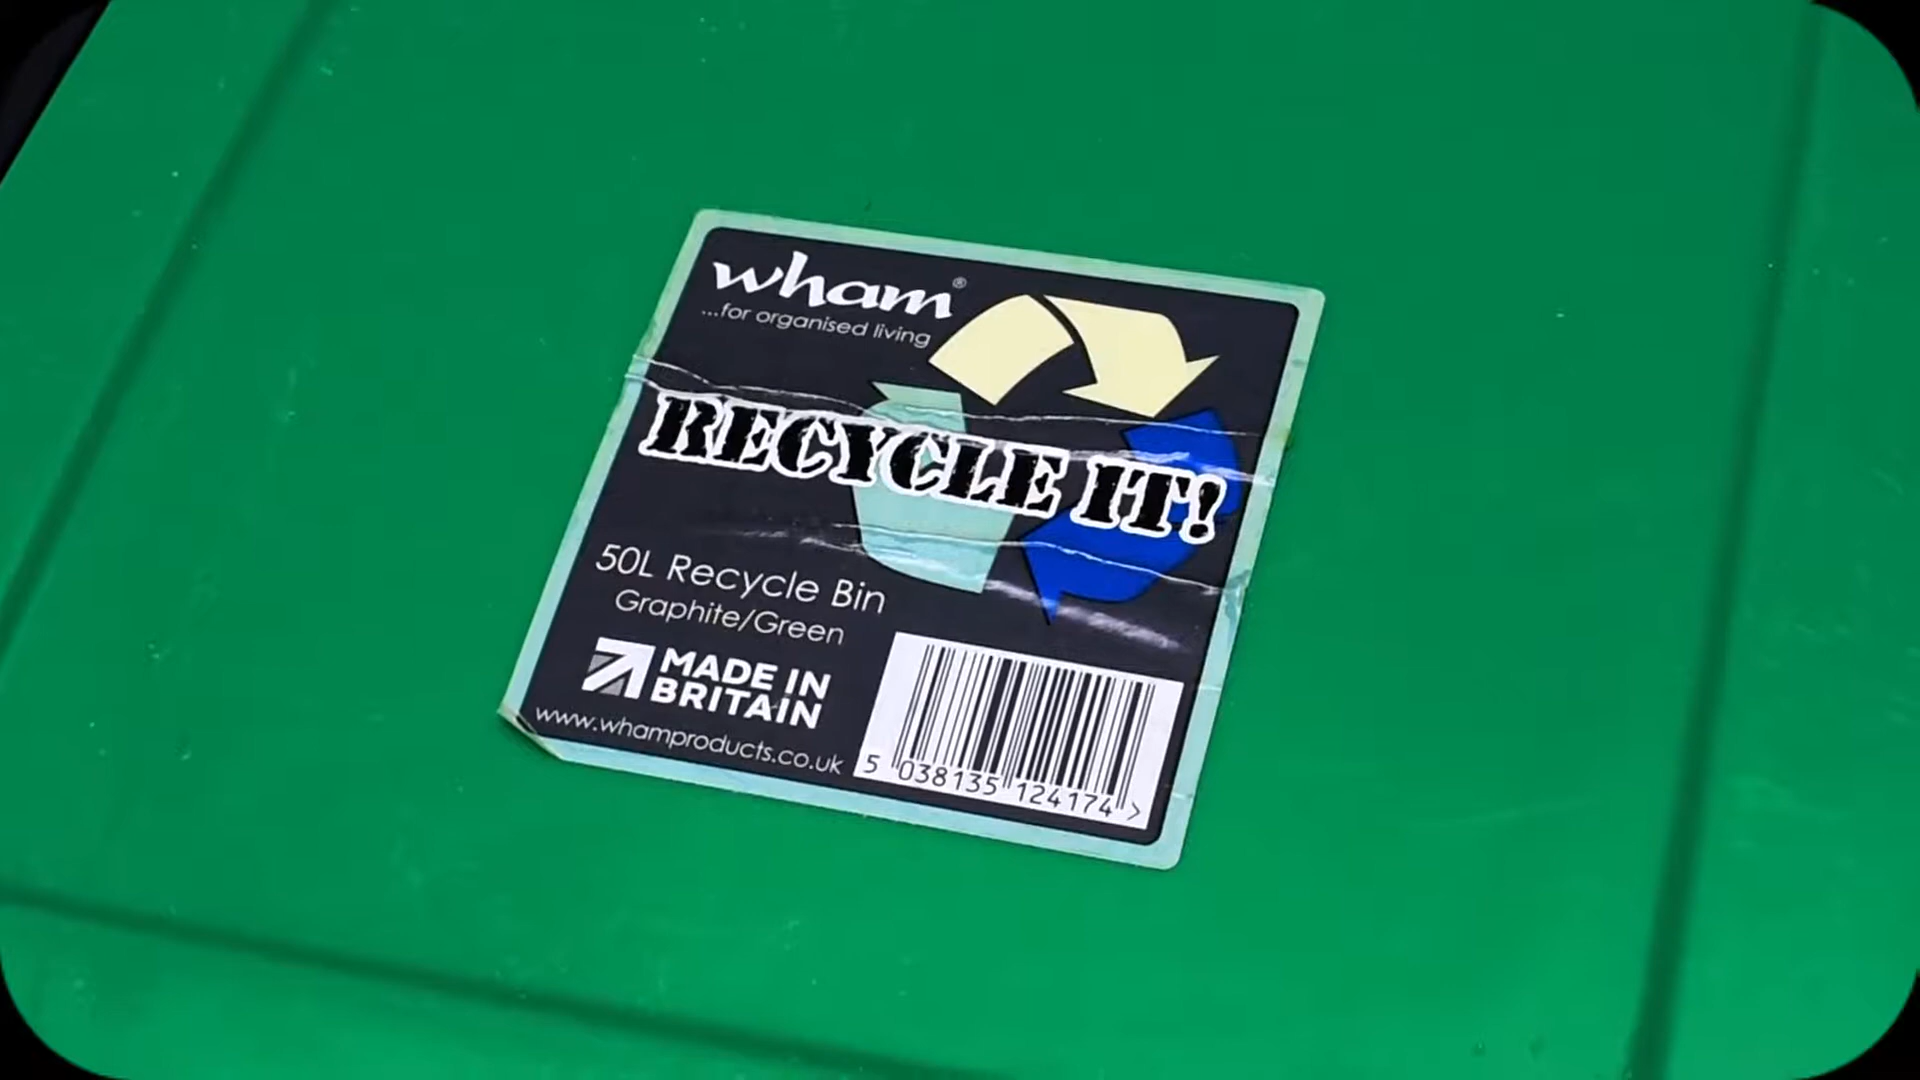 wham®
...for organised living
RECYCLE IT!
50L Recycle Bin
Graphite/Green
MADE IN
BRITAIN
www.whamproducts.co.uk
5 038135 124174 >